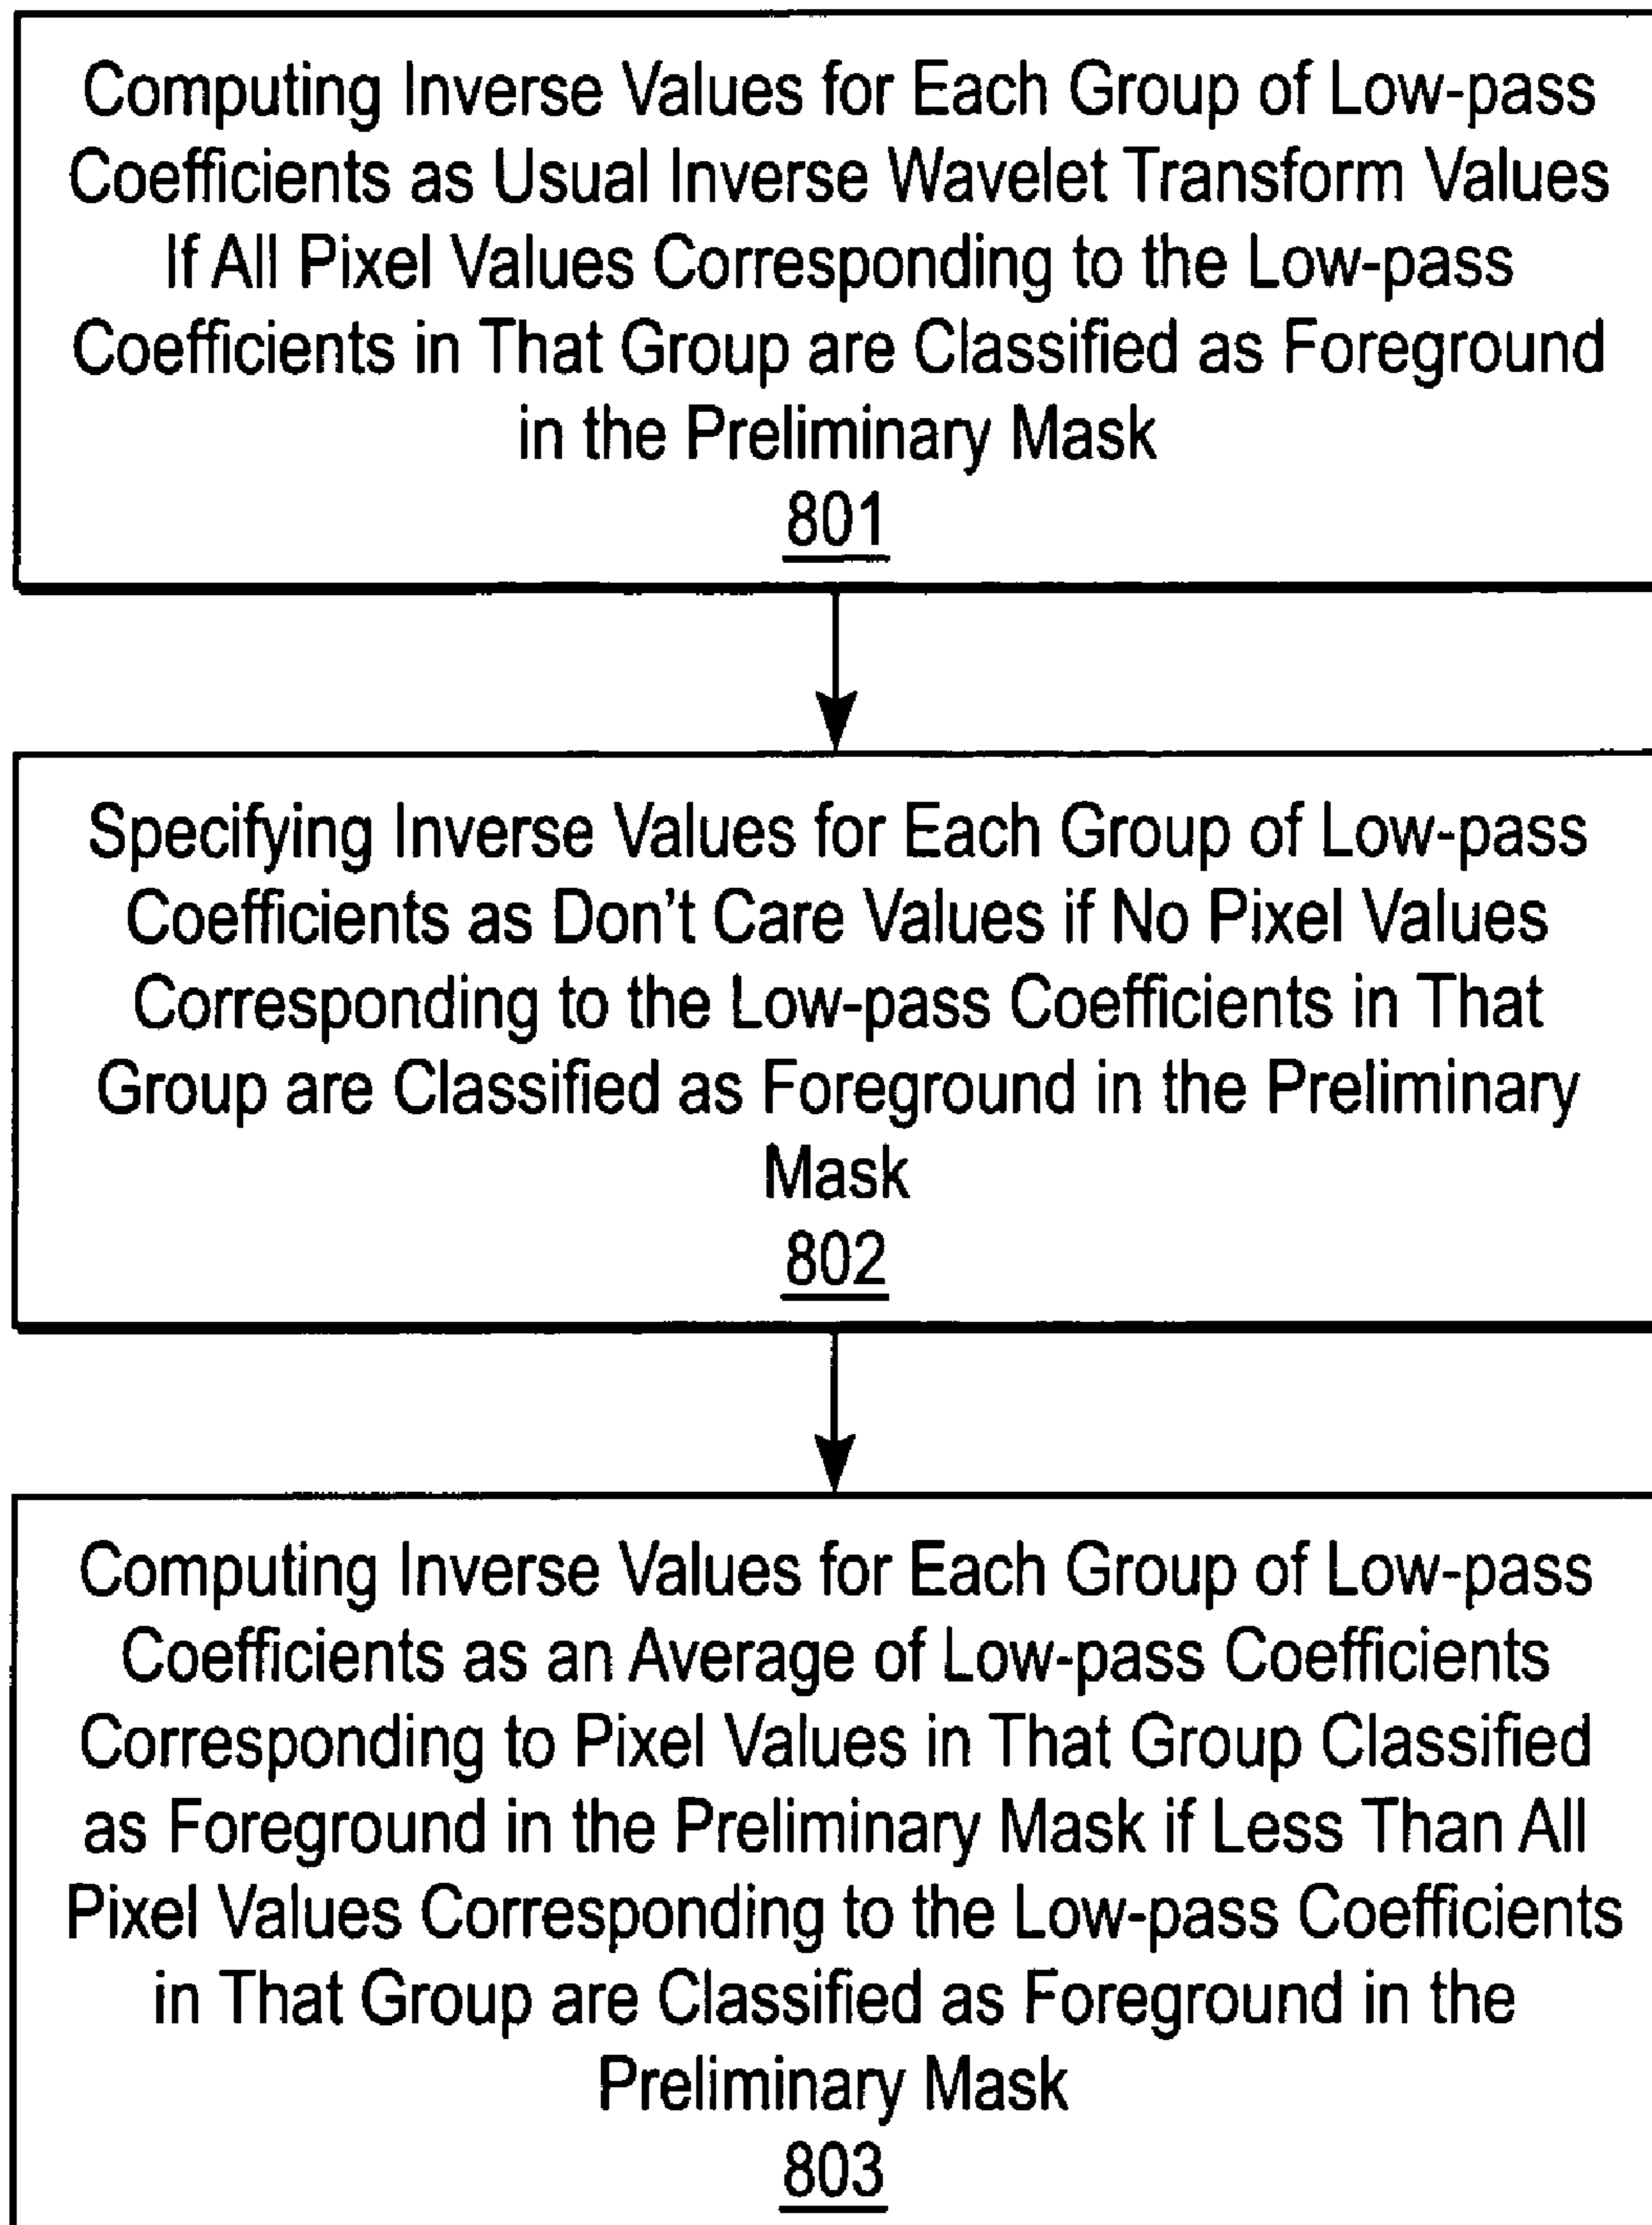 Computing Inverse Values for Each Group of Low-pass
Coefficients as Usual Inverse Wavelet Transform Values
If All Pixel Values Corresponding to the Low-pass
Coefficients in That Group are Classified as Foreground
in the Preliminary Mask
801
Specifying Inverse Values for Each Group of Low-pass
Coefficients as Don't Care Values if No Pixel Values
Corresponding to the Low-pass Coefficients in That
Group are Classified as Foreground in the Preliminary
Mask
802
Computing Inverse Values for Each Group of Low-pass
Coefficients as an Average of Low-pass Coefficients
Corresponding to Pixel Values in That Group Classified
as Foreground in the Preliminary Mask if Less Than All
Pixel Values Corresponding to the Low-pass Coefficients
in That Group are Classified as Foreground in the
Preliminary Mask
803